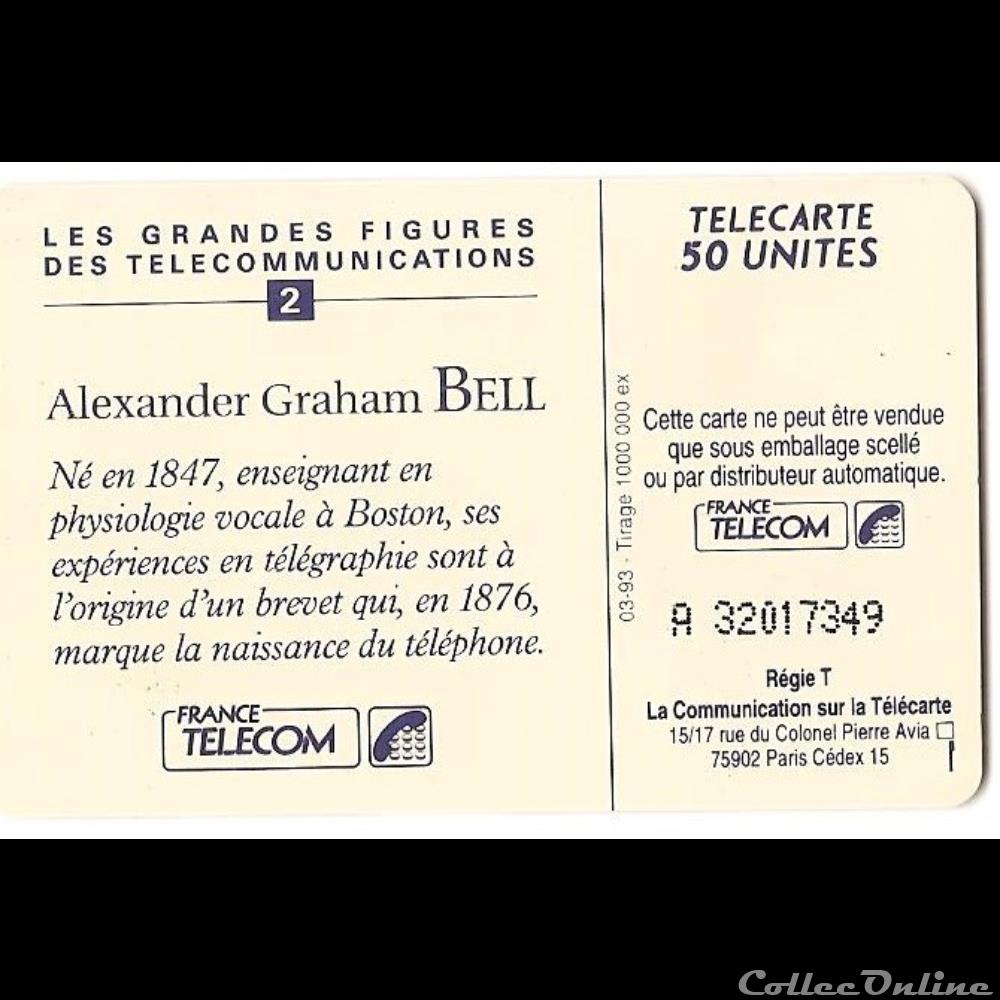 LES GRANDES FIGURES
DES TELECOMMUNICATIONS
2
Alexander Graham BELL
Né en 1847, enseignant en
physiologie vocale à Boston, ses
expériences en télégraphie sont à
l'origine d'un brevet qui, en 1876,
marque la naissance du téléphone.
FRANCE
TELECOM
03-93 - Tirage 1 000 000 ex
TELECARTE
50 UNITES
Cette carte ne peut être vendue
que sous emballage scellé
ou par distributeur automatique.
FRANCE
TELECOM
A 32017349
Régie T
La Communication sur la Télécarte
15/17 rue du Colonel Pierre Avia
75902 Paris Cédex 15
CollecOnline